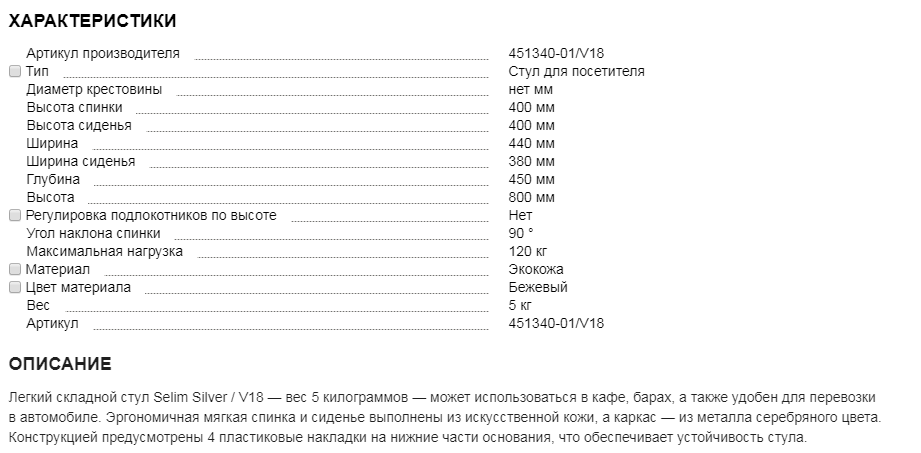 ХАРАКТЕРИСТИКИ
Артикул производителя 451340-01/V18
Тип Стул для посетителя
Диаметр крестовины нет мм
Высота спинки 400 мм
Высота сиденья 400 мм
Ширина 440 мм
Ширина сиденья 380 мм
Глубина 450 мм
Высота 800 мм
Регулировка подлокотников по высоте Нет
Угол наклона спинки 90 °
Максимальная нагрузка 120 кг
Материал Экокожа
Цвет материала Бежевый
Вес 5 кг
Артикул 451340-01/V18
ОПИСАНИЕ
Легкий складной стул Selim Silver / V18 — вес 5 килограммов — может использоваться в кафе, барах, а также удобен для перевозки
в автомобиле. Эргономичная мягкая спинка и сиденье выполнены из искусственной кожи, а каркас — из металла серебряного цвета.
Конструкцией предусмотрены 4 пластиковые накладки на нижние части основания, что обеспечивает устойчивость стула.